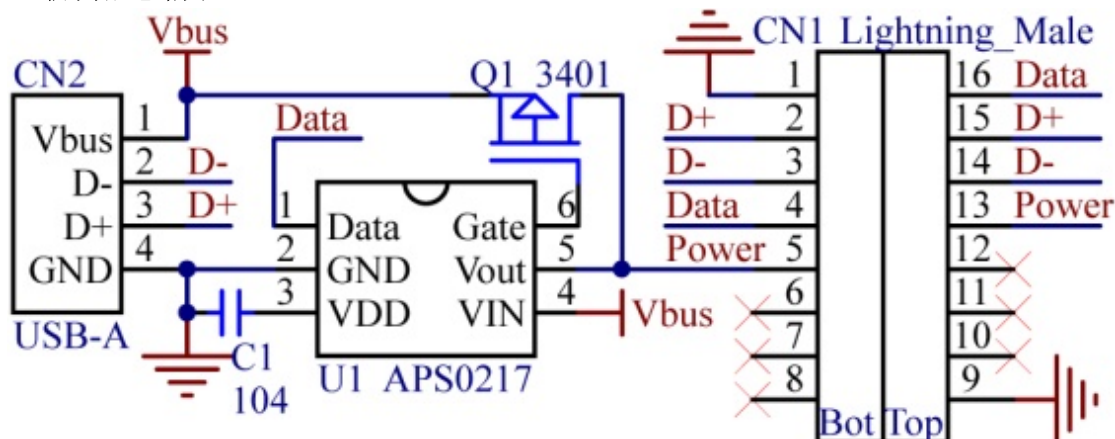 Vbus
CN2
1
Vbus
2
D-
D-
3
D+
D+
4
GND
USB-A
C1
104
Data
Q1 3401
1
Data
2
GND
3
VDD
6
Gate
5
Vout
4
VIN
Vbus
U1 APS0217
CN1 Lightning_Male
1
D+
2
D-
3
Data
4
Power
5
6
7
8
16
Data
15
D+
14
D-
13
Power
12
11
10
9
Bot
Top